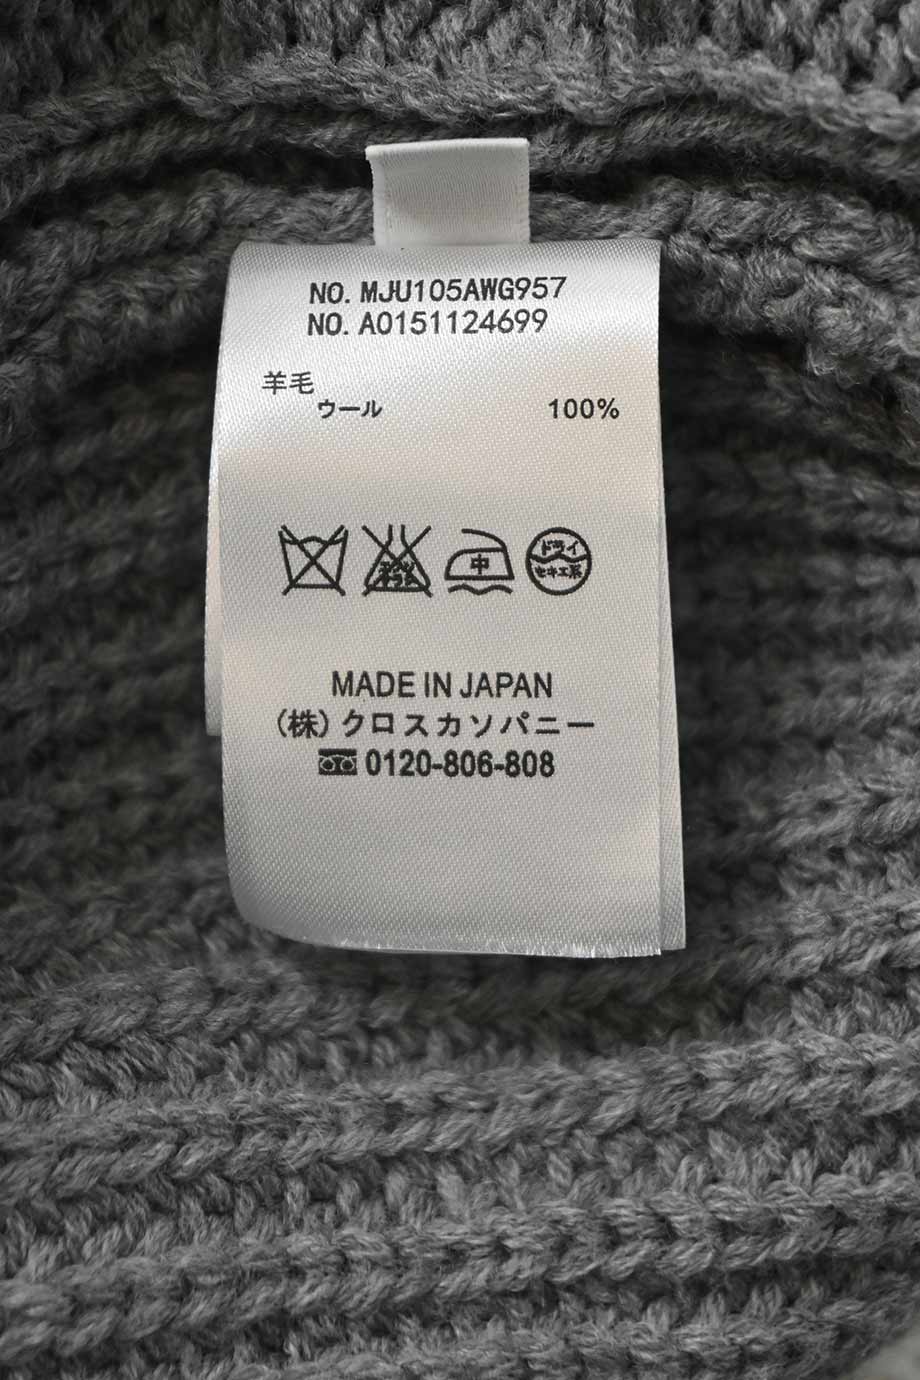 NO. MJU105AWG957
NO. A0151124699
羊毛
ウール 100%
中
ドライ
セキユ系
MADE IN JAPAN
(株)クロスカンパニー
0120-806-808